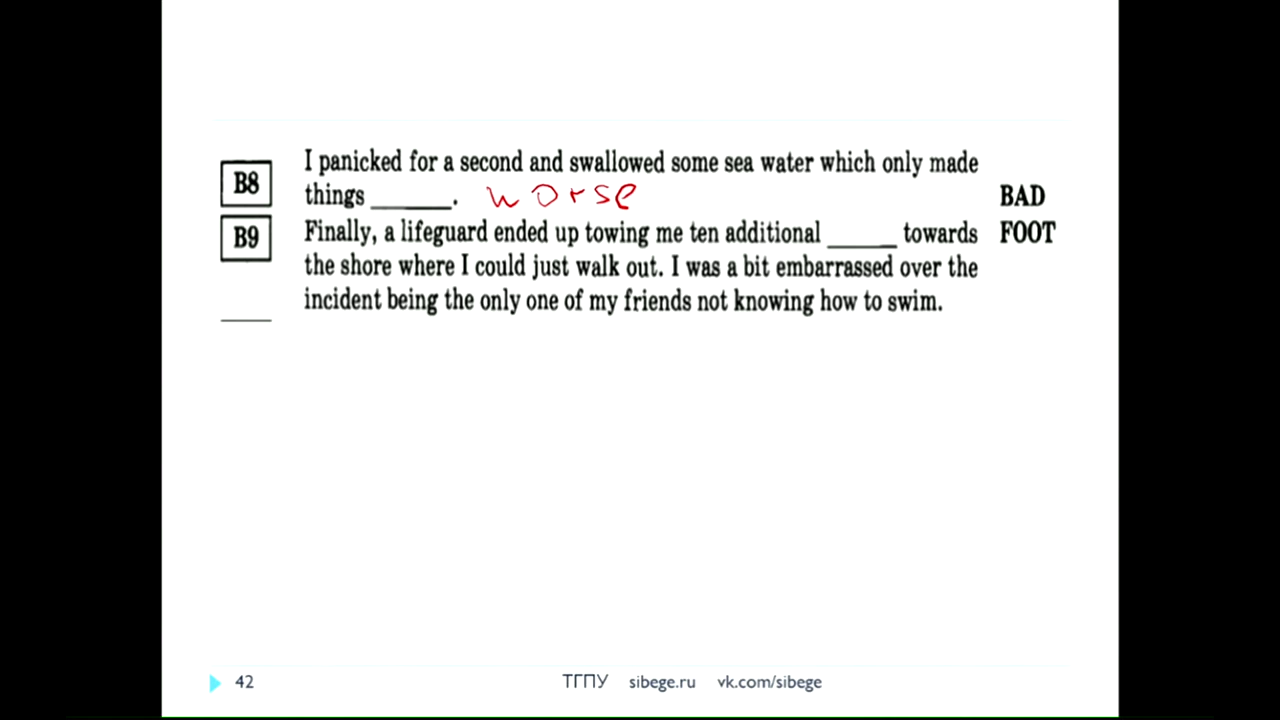 B8 I panicked for a second and swallowed some sea water which only made
things ______. worse BAD
B9 Finally, a lifeguard ended up towing me ten additional _____ towards FOOT
the shore where I could just walk out. I was a bit embarrassed over the
incident being the only one of my friends not knowing how to swim.
42 ТГПУ sibege.ru vk.com/sibege